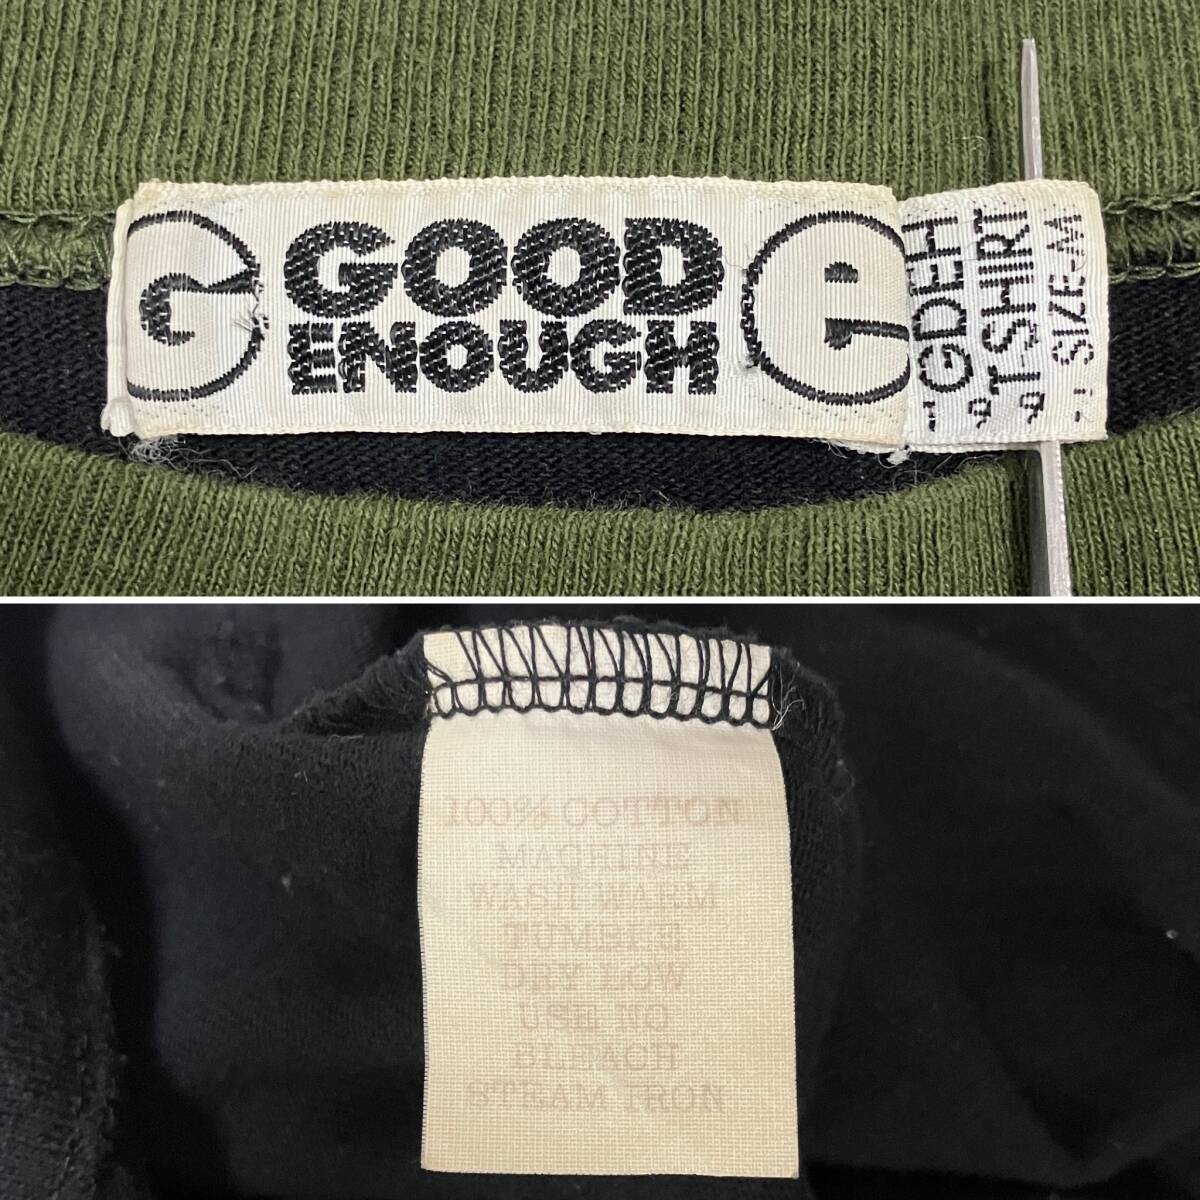 G GOOD e
ENOUGH
GDEH
T-SHIRT
SIZE-M
100% COTTON
MACHINE
WASH WARM
TUMBLE
DRY LOW
USE NO
BLEACH
STEAM IRON